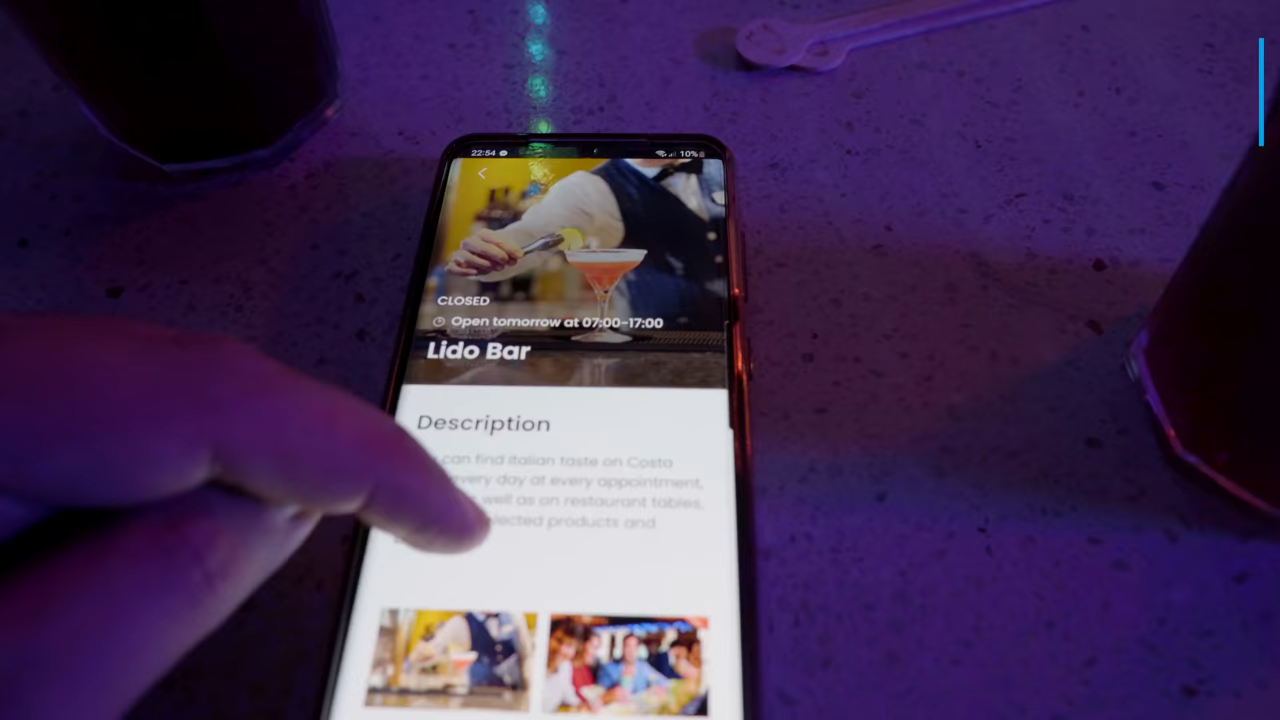 22:54
10%
CLOSED
Open tomorrow at 07:00-17:00
Lido Bar
Description
can find Italian taste on Costa
every day at every appointment,
well as on restaurant tables,
products and